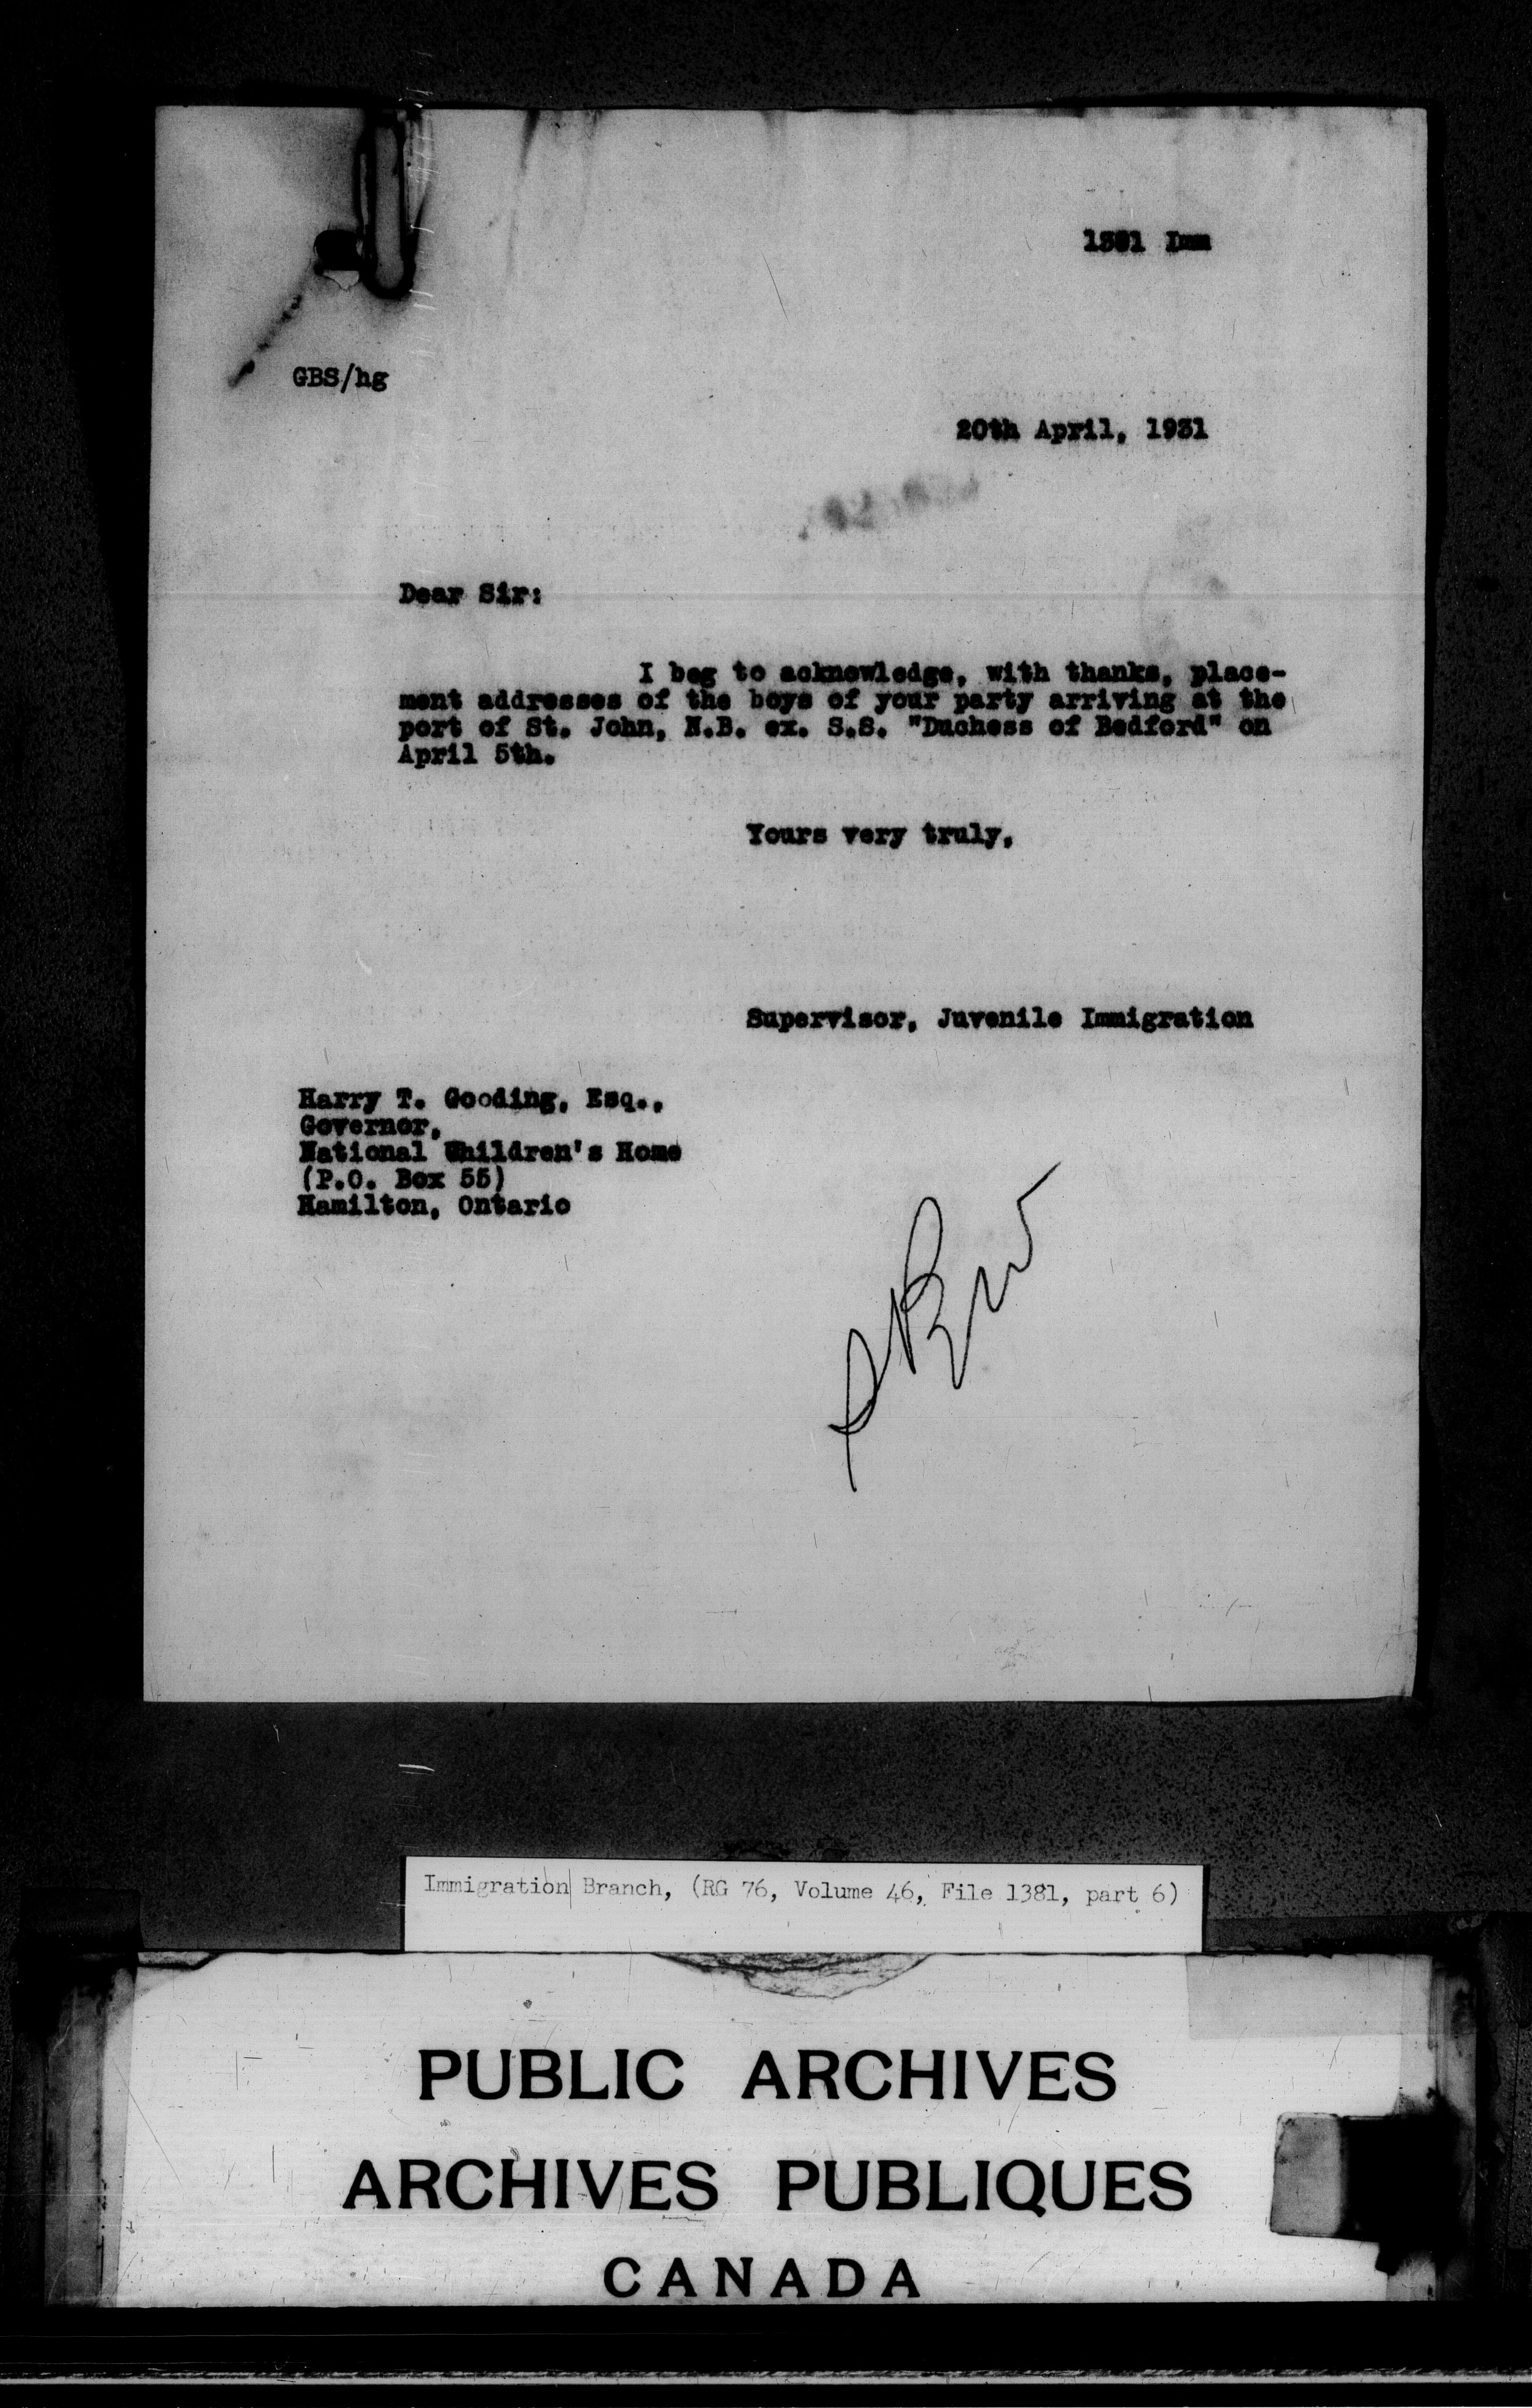 1381 Imm
GBS/hg
20th April, 1931
Dear Sir:
I beg to acknowledge, with thanks, place-
ment addresses of the boys of your party arriving at the
port of St. John, N.B. ex. S.S. "Duchess of Bedford" on
April 5th.
Yours very truly,
Supervisor, Juvenile Immigration
Harry T. Gooding, Esq.,
Governor,
National Children's Home
(P.O. Box 55)
Hamilton, Ontario
Immigration Branch, (RG 76, Volume 46, File 1381, part 6)
PUBLIC ARCHIVES
ARCHIVES PUBLIQUES
CANADA